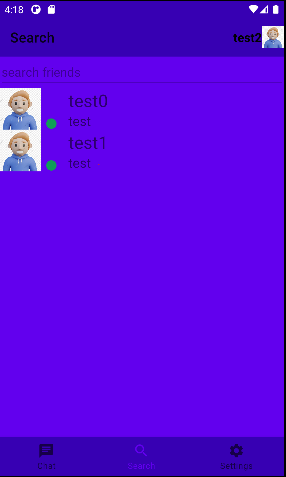 4:18
Search test2
search friends
test0
test
test1
test
Chat Search Settings